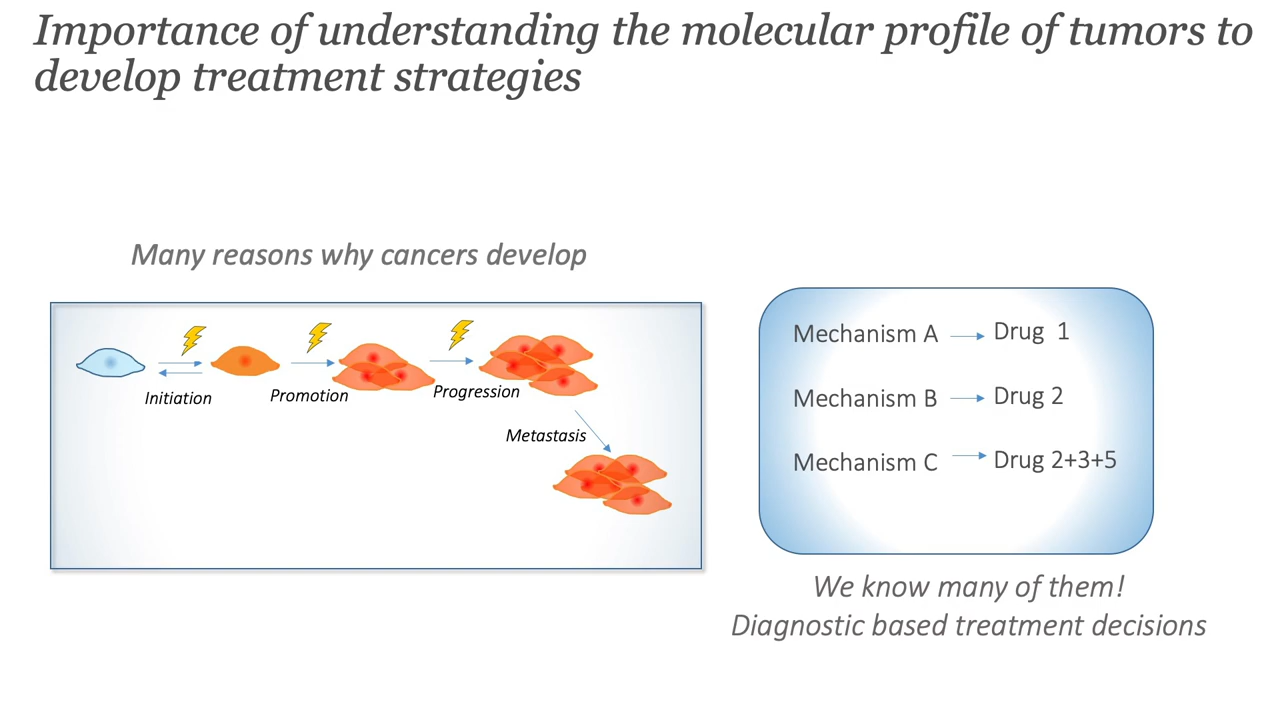 Importance of understanding the molecular profile of tumors to
develop treatment strategies
Many reasons why cancers develop
Initiation
Promotion
Progression
Metastasis
Mechanism A
Drug  1
Mechanism B
Drug 2
Mechanism C
Drug 2+3+5
We know many of them!
Diagnostic based treatment decisions